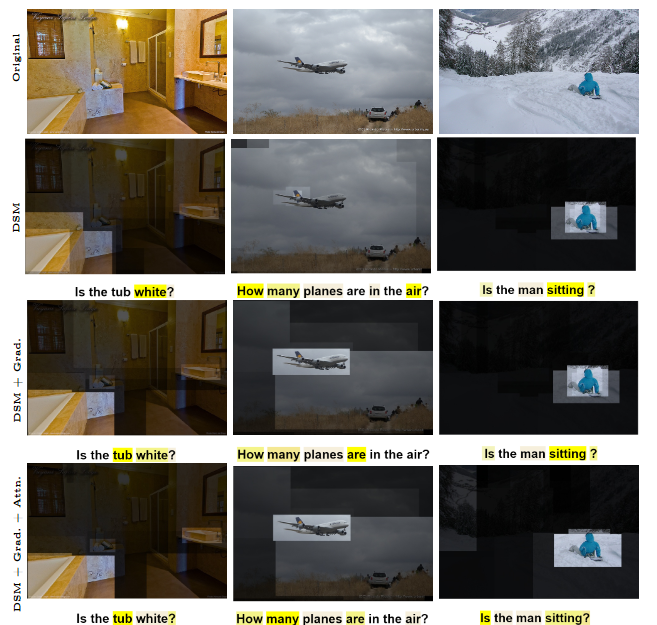 Original
DSM
Is the tub white?
How many planes are in the air?
Is the man sitting ?
DSM + Grad.
Is the tub white?
How many planes are in the air?
Is the man sitting ?
DSM + Grad. + Attn.
Is the tub white?
How many planes are in the air?
Is the man sitting?